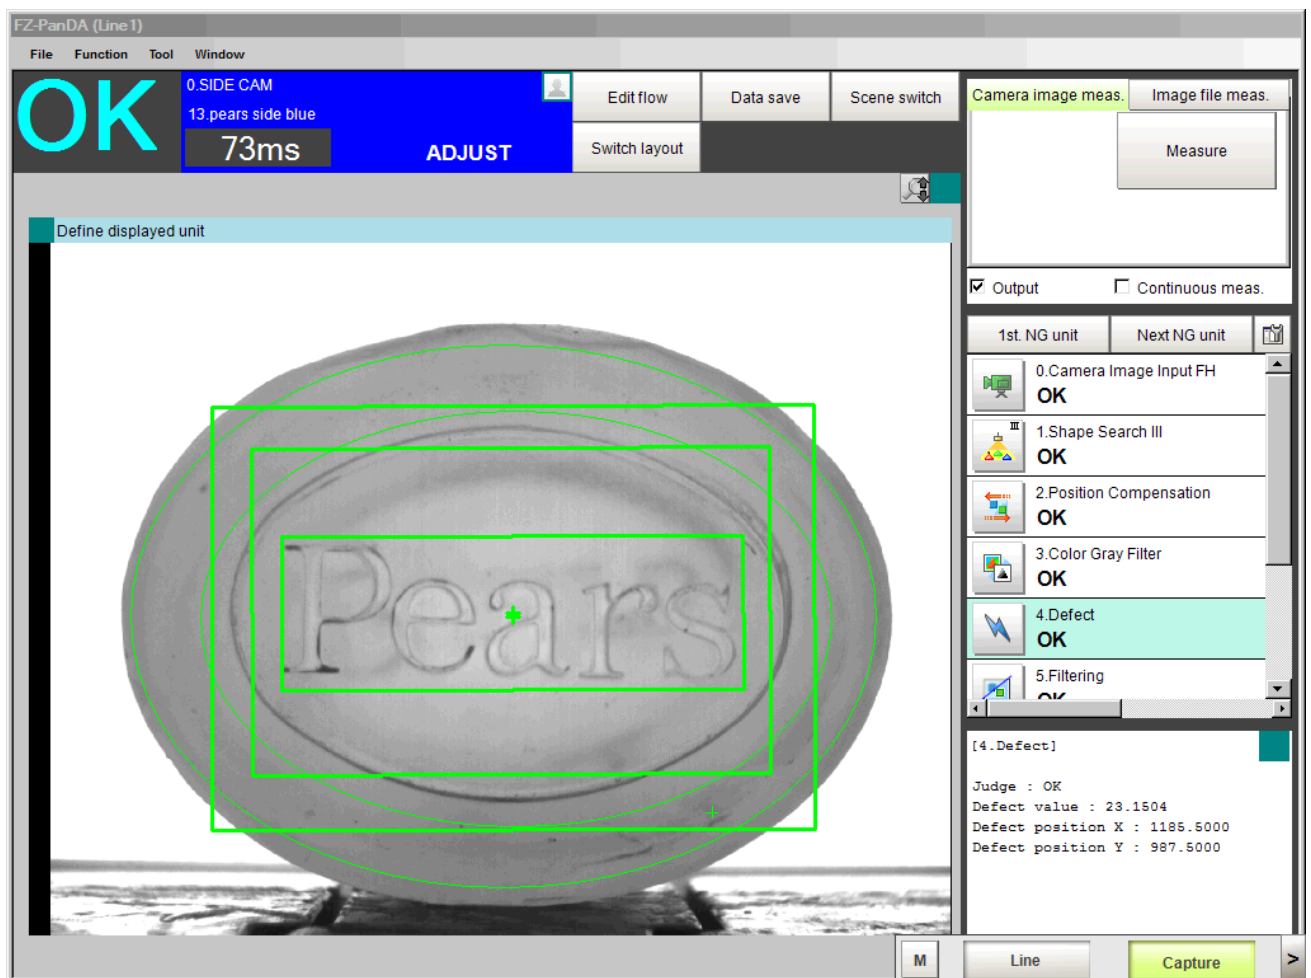 FZ-PanDA (Line1)
File Function Tool Window
OK
0.SIDE CAM
13.pears side blue
73ms
ADJUST
Edit flow
Data save
Scene switch
Switch layout
Camera image meas.
Image file meas.
Measure
Define displayed unit
Output
Continuous meas.
1st. NG unit
Next NG unit
0.Camera Image Input FH
OK
III
1.Shape Search III
OK
2.Position Compensation
OK
3.Color Gray Filter
OK
4.Defect
OK
5.Filtering
OK
Pears
[4.Defect]
Judge : OK
Defect value : 23.1504
Defect position X : 1185.5000
Defect position Y : 987.5000
M
Line
Capture
>